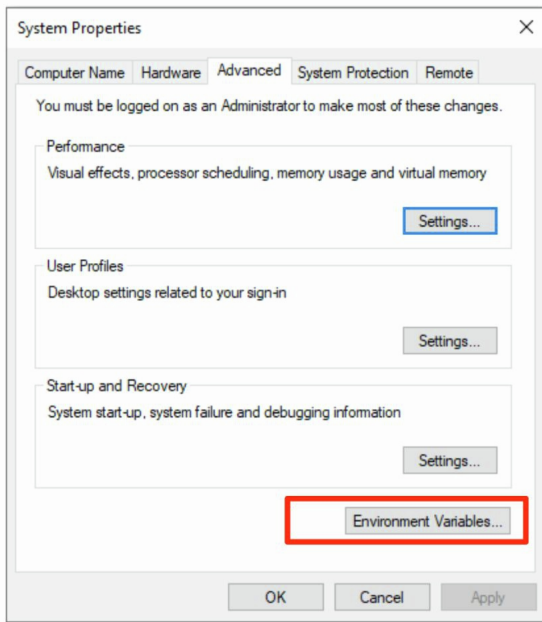 System Properties
Computer Name Hardware Advanced System Protection Remote
You must be logged on as an Administrator to make most of these changes.
Performance
Visual effects, processor scheduling, memory usage and virtual memory
Settings...
User Profiles
Desktop settings related to your sign-in
Settings...
Start-up and Recovery
System start-up, system failure and debugging information
Settings...
Environment Variables...
OK Cancel Apply